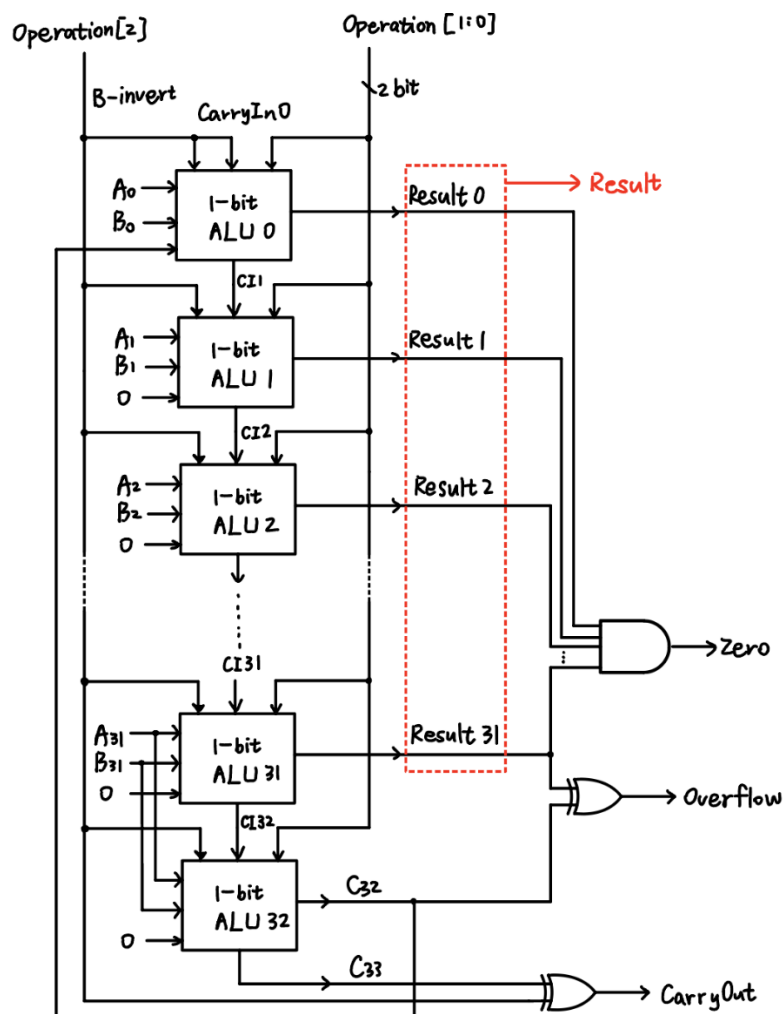 Operation[2]
Operation [1:0]
B-invert
2 bit
CarryIn0
A0
B0
1-bit
ALU 0
Result 0
Result
CI1
A1
B1
0
1-bit
ALU 1
Result 1
CI2
A2
B2
0
1-bit
ALU 2
Result 2
CI31
Zero
A31
B31
0
1-bit
ALU 31
Result 31
Overflow
CI32
0
1-bit
ALU 32
C32
C33
CarryOut